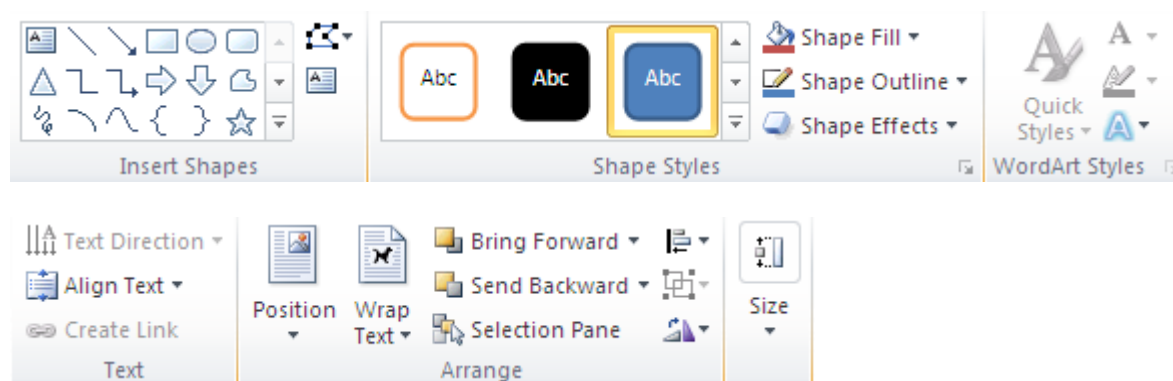 Abc
Abc
Abc
Shape Fill
Shape Outline
Shape Effects
Quick
Styles
A
Insert Shapes
Shape Styles
WordArt Styles
Text Direction
Align Text
Create Link
Text
Position
Wrap
Text
Bring Forward
Send Backward
Selection Pane
Arrange
Size